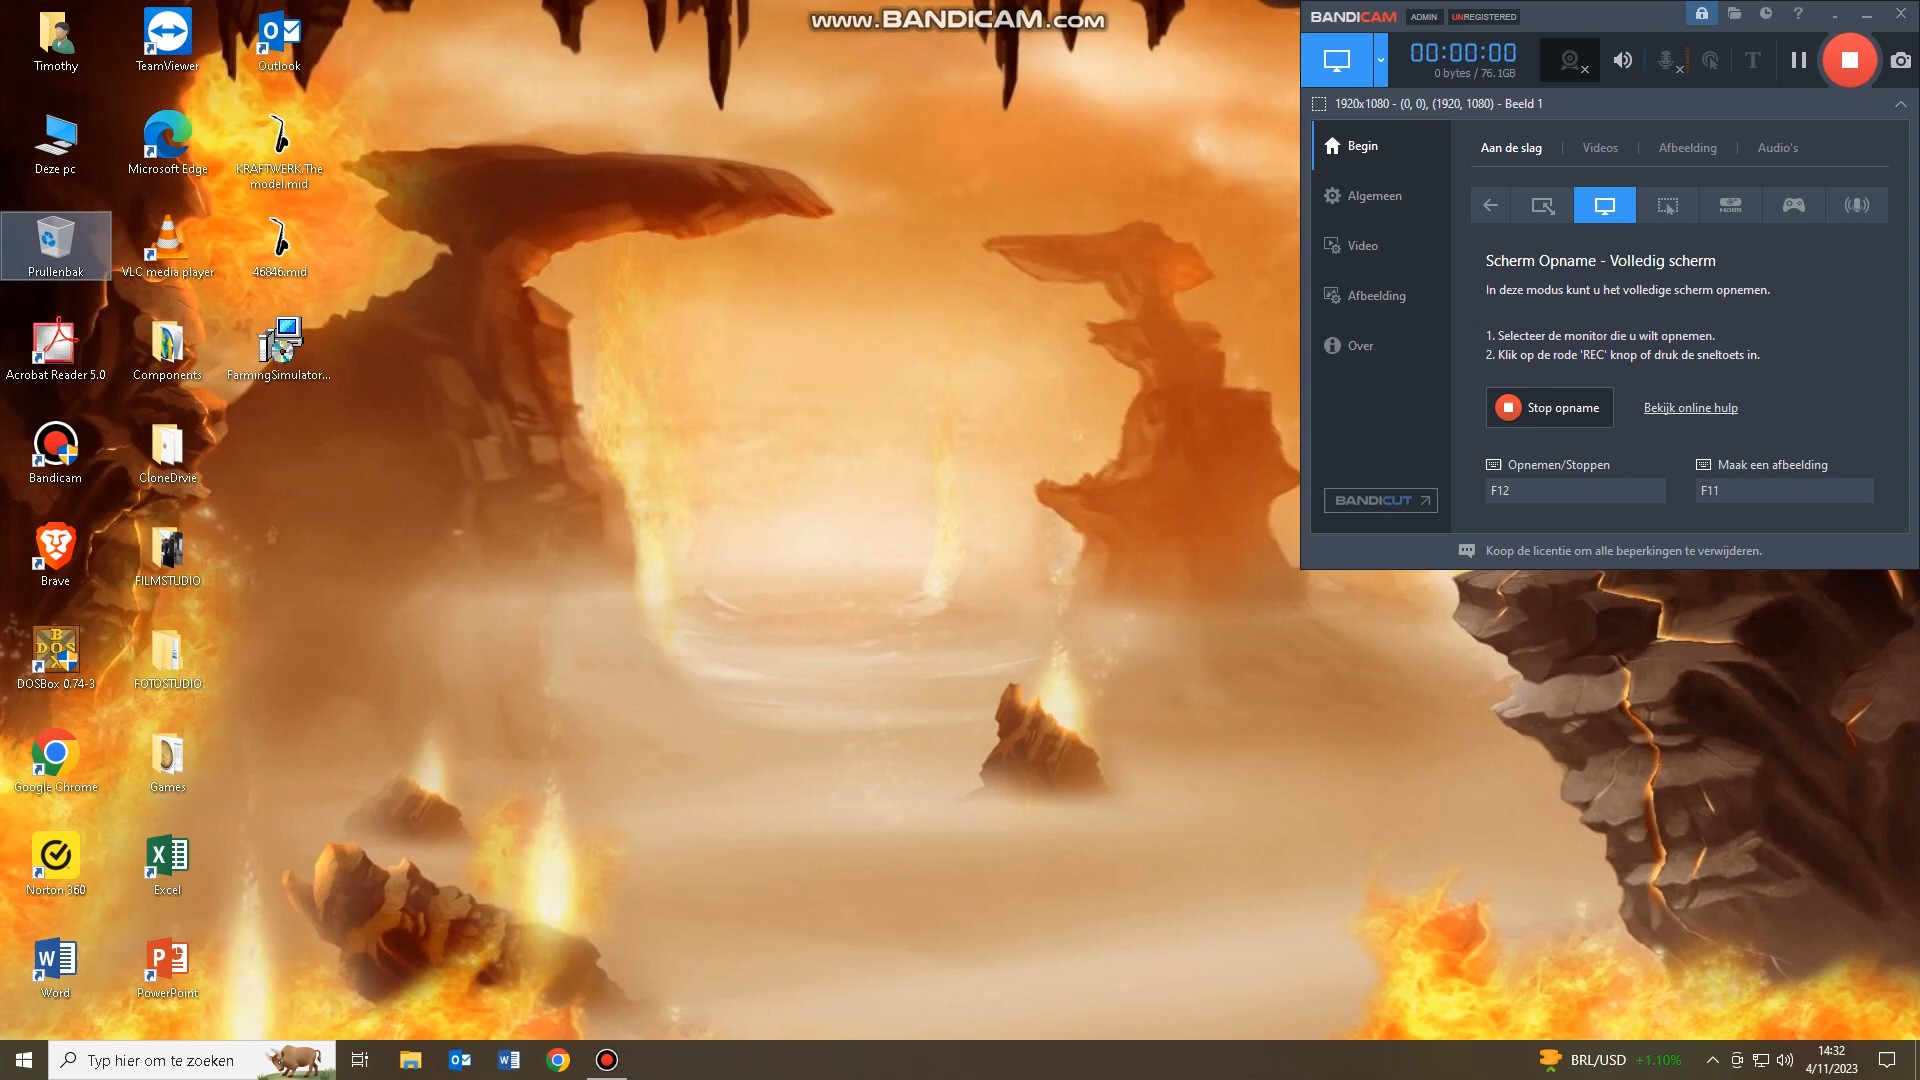 www.BANDICAM.com
Timothy
TeamViewer
Outlook
Deze pc
Microsoft Edge
KRAFTWERK.The
model.mid
Prullenbak
VLC media player
46846.mid
Acrobat Reader 5.0
Components
FarmingSimulator...
Bandicam
CloneDrvie
Brave
FILMSTUDIO
DOSBox 0.74-3
FOTOSTUDIO
Google Chrome
Games
Norton 360
Excel
Word
PowerPoint
BANDICAM
ADMIN
UNREGISTERED
00:00:00
0 bytes / 76.1GB
1920x1080 - (0, 0), (1920, 1080) - Beeld 1
Begin
Algemeen
Video
Afbeelding
Over
BANDICUT
Aan de slag
Videos
Afbeelding
Audio's
HDMI
Scherm Opname - Volledig scherm
In deze modus kunt u het volledige scherm opnemen.
1. Selecteer de monitor die u wilt opnemen.
2. Klik op de rode 'REC' knop of druk de sneltoets in.
Stop opname
Bekijk online hulp
Opnemen/Stoppen
Maak een afbeelding
F12
F11
Koop de licentie om alle beperkingen te verwijderen.
Typ hier om te zoeken
BRL/USD +1.10%
14:32
4/11/2023